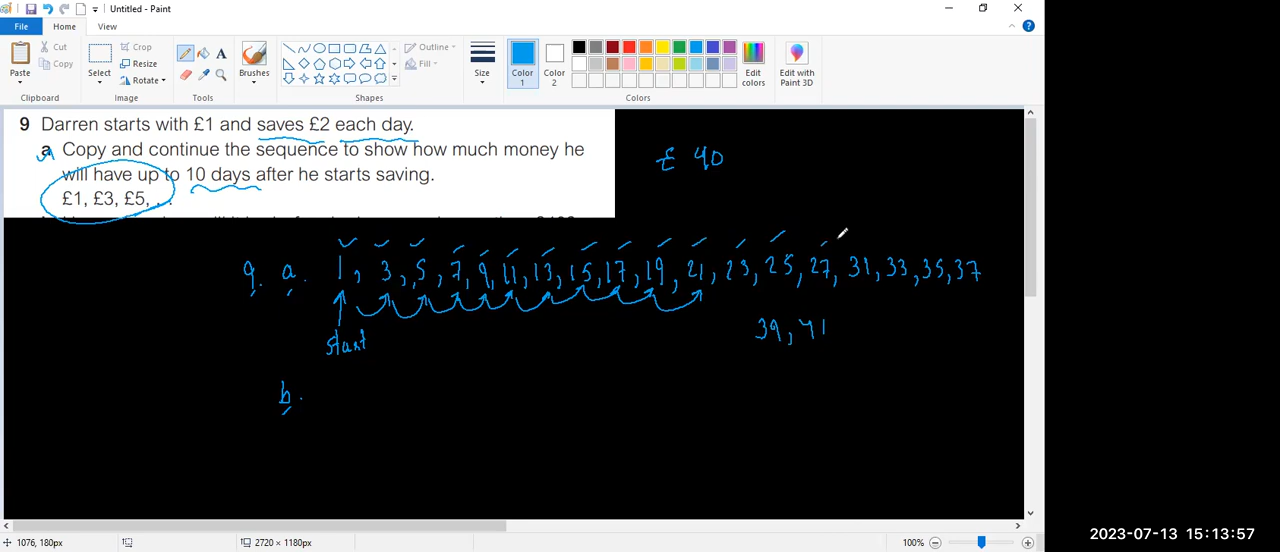 Untitled - Paint
File Home View
Paste Cut Copy Clipboard
Select Crop Resize Rotate Image
Tools
Brushes
Outline Fill Shapes
Size
Color 1 Color 2 Colors
Edit colors
Edit with Paint 3D
9 Darren starts with £1 and saves £2 each day.
a Copy and continue the sequence to show how much money he
will have up to 10 days after he starts saving.
£1, £3, £5, ...
£ 40
9. a. 1, 3, 5, 7, 9, 11, 13, 15, 17, 19, 21, 23, 25, 27, 31, 33, 35, 37
39, 41
start
b.
1076, 180px
2720 × 1180px
100%
2023-07-13 15:13:57